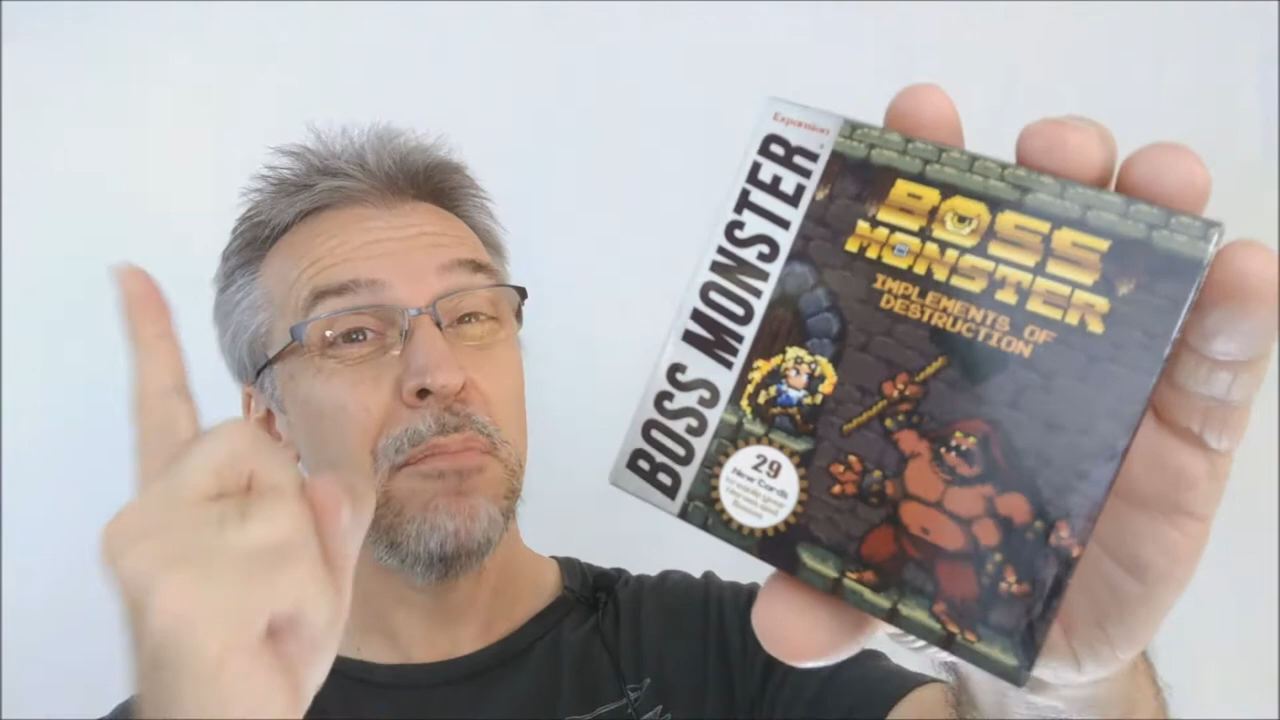 Expansion
BOSS MONSTER
BOSS
MONSTER
IMPLEMENTS OF
DESTRUCTION
29
New Cards